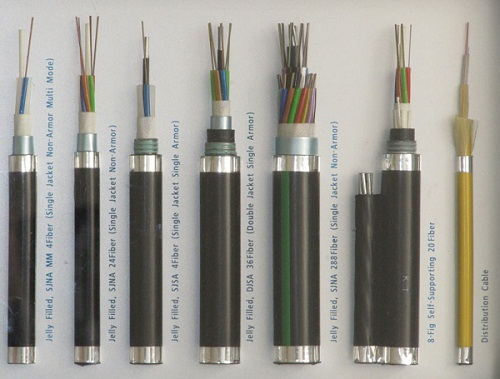 Jelly Filled, SJNA MM 4Fiber (Single Jacket Non-Armor Multi Mode)
Jelly Filled, SJNA 24Fiber (Single Jacket Non-Armor)
Jelly Filled, SJSA 4Fiber (Single Jacket Single Armor)
Jelly Filled, DJSA 36Fiber (Double Jacket Single Armor)
Jelly Filled, SJNA 288Fiber (Single Jacket Non-Armor)
8-Fig Self-Supporting 20Fiber
Distribution Cable